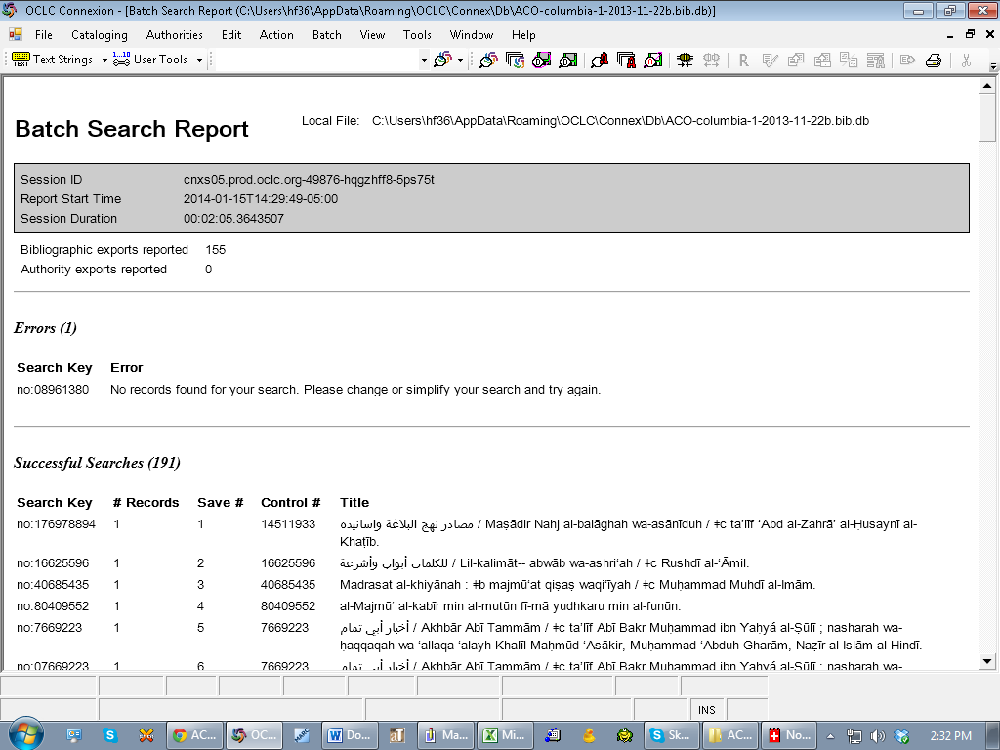 OCLC Connexion - [Batch Search Report (C:\Users\hf36\AppData\Roaming\OCLC\Connex\Db\ACO-columbia-1-2013-11-22b.bib.db)]
File Cataloging Authorities Edit Action Batch View Tools Window Help
TEXT Text Strings User Tools
Batch Search Report
Local File: C:\Users\hf36\AppData\Roaming\OCLC\Connex\Db\ACO-columbia-1-2013-11-22b.bib.db
Session ID cnxs05.prod.oclc.org-49876-hqgzhff8-5ps75t
Report Start Time 2014-01-15T14:29:49-05:00
Session Duration 00:02:05.3643507
Bibliographic exports reported 155
Authority exports reported 0
Errors (1)
Search Key Error
no:08961380 No records found for your search. Please change or simplify your search and try again.
Successful Searches (191)
Search Key # Records Save # Control # Title
no:176978894 1 1 14511933 مصادر نهج البلاغة واسانيده / Maṣādir Nahj al-balāghah wa-asānīduh / ǂc ta’līf ‘Abd al-Zahrā’ al-Ḥusaynī al-
Khaṭīb.
no:16625596 1 2 16625596 للكلمات أبواب وأشرعة / Lil-kalimāt-- abwāb wa-ashri‘ah / ǂc Rushdī al-‘Āmil.
no:40685435 1 3 40685435 Madrasat al-khiyānah : ǂb majmū‘at qiṣaṣ waqi‘īyah / ǂc Muḥammad Muhdī al-Imām.
no:80409552 1 4 80409552 al-Majmū‘ al-kabīr min al-mutūn fī-mā yudhkaru min al-funūn.
no:7669223 1 5 7669223 أخبار أبي تمام / Akhbār Abī Tammām / ǂc ta’līf Abī Bakr Muḥammad ibn Yaḥyá al-Ṣūlī ; nasharah wa-
ḥaqqaqah wa-‘allaqa ‘alayh Khalīl Maḥmūd ‘Asākir, Muḥammad ‘Abduh Gharām, Naẓīr al-Islām al-Hindī.
no:07669223 1 6 7669223 أخبار أبي تمام / Akhbār Abī Tammām / ǂc ta’līf Abī Bakr Muḥammad ibn Yaḥyá al-Ṣūlī ; nasharah wa-
INS
AC... OC... Do... Ma... Mi... Sk... AC... No... 2:32 PM